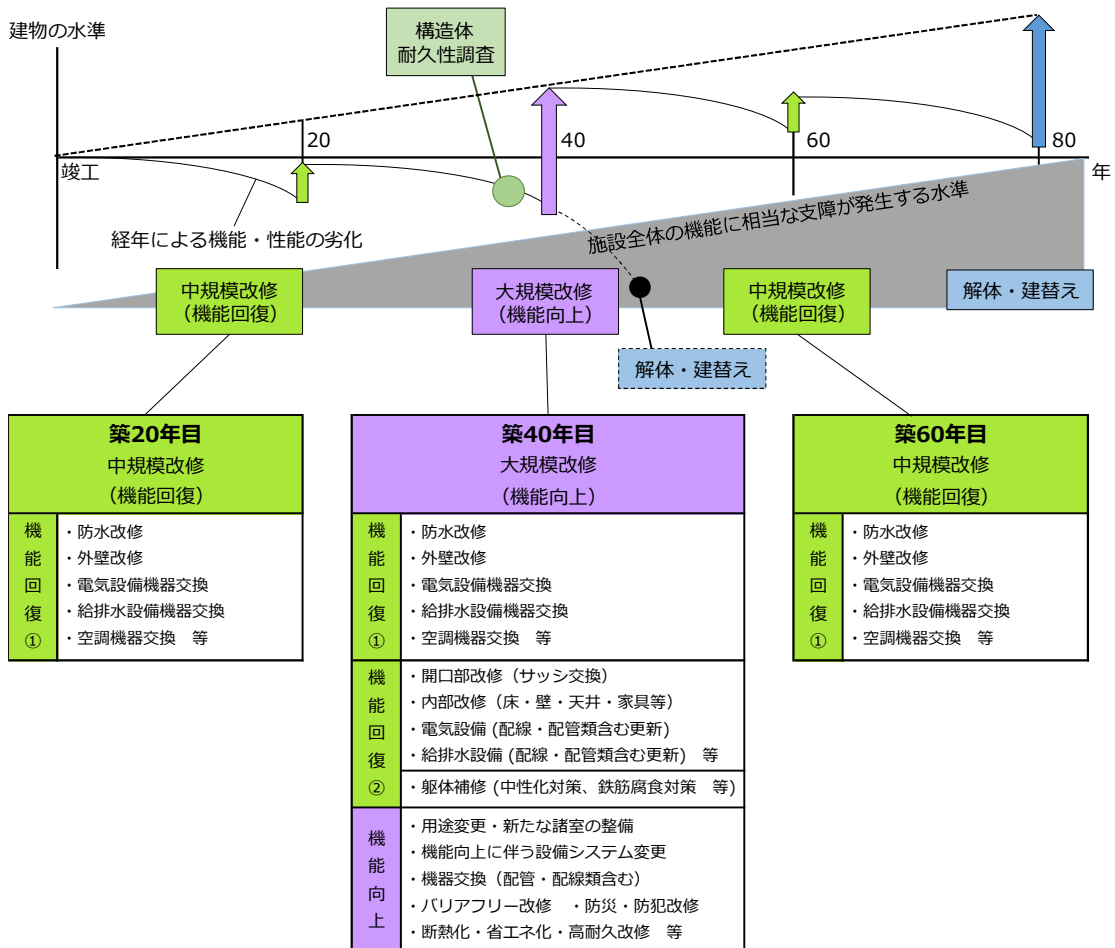 建物の水準
構造体
耐久性調査
20
40
60
80
竣工
年
経年による機能・性能の劣化
施設全体の機能に相当な支障が発生する水準
中規模改修
（機能回復）
大規模改修
（機能向上）
中規模改修
（機能回復）
解体・建替え
解体・建替え
築20年目
中規模改修
（機能回復）
機能回復①
・防水改修
・外壁改修
・電気設備機器交換
・給排水設備機器交換
・空調機器交換　等
築40年目
大規模改修
（機能向上）
機能回復①
・防水改修
・外壁改修
・電気設備機器交換
・給排水設備機器交換
・空調機器交換　等
機能回復②
・開口部改修（サッシ交換）
・内部改修（床・壁・天井・家具等）
・電気設備 (配線・配管類含む更新)
・給排水設備 (配線・配管類含む更新)　等
・躯体補修 (中性化対策、鉄筋腐食対策　等)
機能向上
・用途変更・新たな諸室の整備
・機能向上に伴う設備システム変更
・機器交換（配管・配線類含む）
・バリアフリー改修　・防災・防犯改修
・断熱化・省エネ化・高耐久改修　等
築60年目
中規模改修
（機能回復）
機能回復①
・防水改修
・外壁改修
・電気設備機器交換
・給排水設備機器交換
・空調機器交換　等